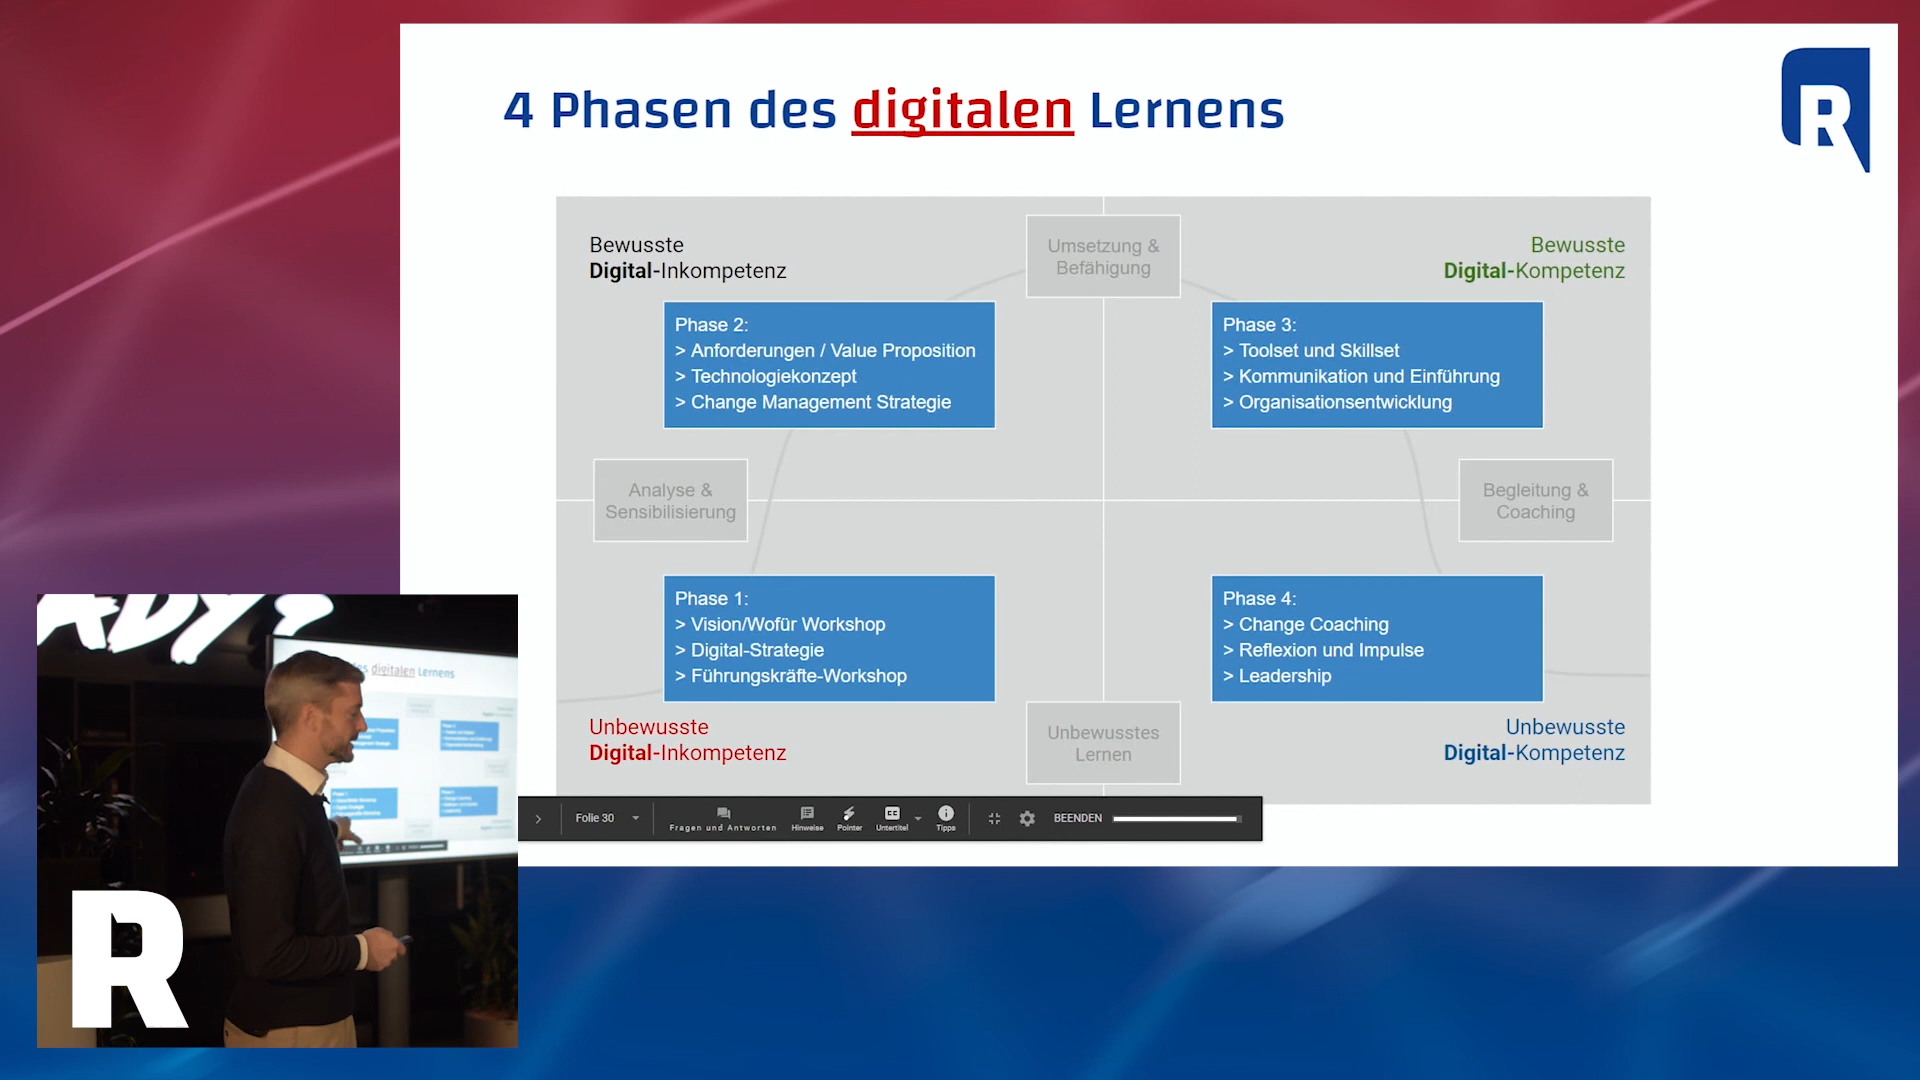 4 Phasen des digitalen Lernens
R
Bewusste
Digital-Inkompetenz
Umsetzung &
Befähigung
Bewusste
Digital-Kompetenz
Phase 2:
> Anforderungen / Value Proposition
> Technologiekonzept
> Change Management Strategie
Phase 3:
> Toolset und Skillset
> Kommunikation und Einführung
> Organisationsentwicklung
Analyse &
Sensibilisierung
Begleitung &
Coaching
Phase 1:
> Vision/Wofür Workshop
> Digital-Strategie
> Führungskräfte-Workshop
Phase 4:
> Change Coaching
> Reflexion und Impulse
> Leadership
Unbewusste
Digital-Inkompetenz
Unbewusstes
Lernen
Unbewusste
Digital-Kompetenz
Folie 30
Fragen und Antworten
Hinweise
Pointer
CC
Untertitel
Tipps
BEENDEN
ADY?
des digitalen Lernens
R